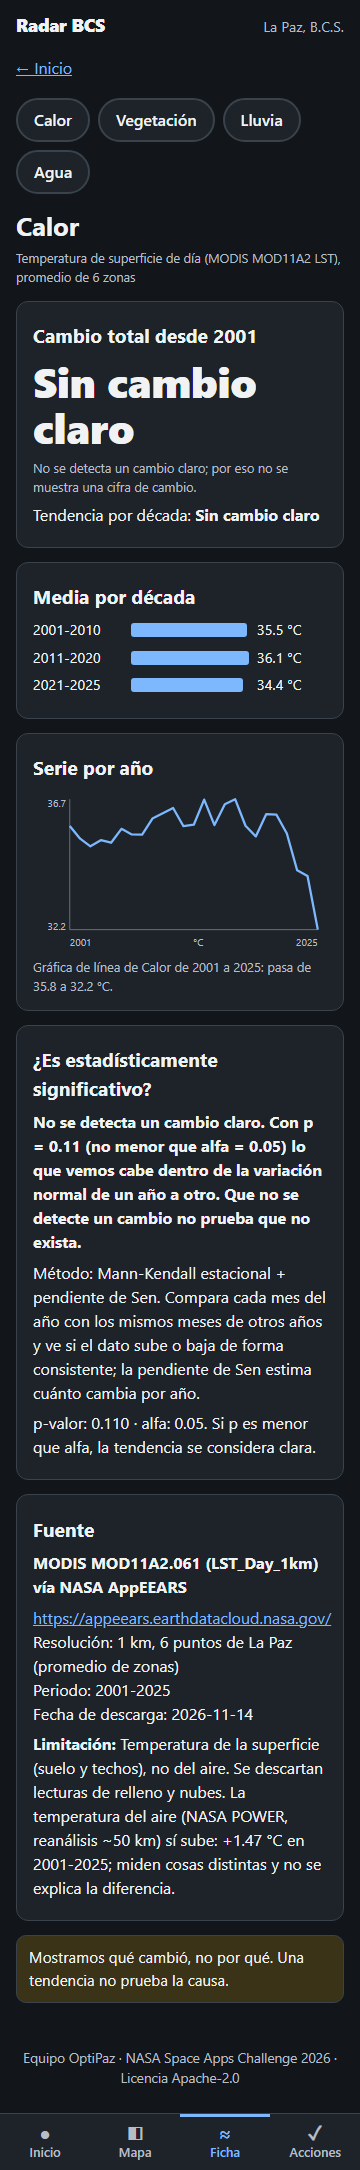 Radar BCS
La Paz, B.C.S.
← Inicio
Calor
Vegetación
Lluvia
Agua
Calor
Temperatura de superficie de día (MODIS MOD11A2 LST),
promedio de 6 zonas
Cambio total desde 2001
Sin cambio
claro
No se detecta un cambio claro; por eso no se
muestra una cifra de cambio.
Tendencia por década: Sin cambio claro
Media por década
2001-2010 35.5 °C
2011-2020 36.1 °C
2021-2025 34.4 °C
Serie por año
36.7
32.2
2001 °C 2025
Gráfica de línea de Calor de 2001 a 2025: pasa de
35.8 a 32.2 °C.
¿Es estadísticamente
significativo?
No se detecta un cambio claro. Con p
= 0.11 (no menor que alfa = 0.05) lo
que vemos cabe dentro de la variación
normal de un año a otro. Que no se
detecte un cambio no prueba que no
exista.
Método: Mann-Kendall estacional +
pendiente de Sen. Compara cada mes del
año con los mismos meses de otros años
y ve si el dato sube o baja de forma
consistente; la pendiente de Sen estima
cuánto cambia por año.
p-valor: 0.110 · alfa: 0.05. Si p es menor
que alfa, la tendencia se considera clara.
Fuente
MODIS MOD11A2.061 (LST_Day_1km)
vía NASA AppEEARS
https://appeears.earthdatacloud.nasa.gov/
Resolución: 1 km, 6 puntos de La Paz
(promedio de zonas)
Periodo: 2001-2025
Fecha de descarga: 2026-11-14
Limitación: Temperatura de la superficie
(suelo y techos), no del aire. Se descartan
lecturas de relleno y nubes. La
temperatura del aire (NASA POWER,
reanálisis ~50 km) sí sube: +1.47 °C en
2001-2025; miden cosas distintas y no se
explica la diferencia.
Mostramos qué cambió, no por qué. Una
tendencia no prueba la causa.
Equipo OptiPaz · NASA Space Apps Challenge 2026 ·
Licencia Apache-2.0
Inicio
Mapa
Ficha
Acciones